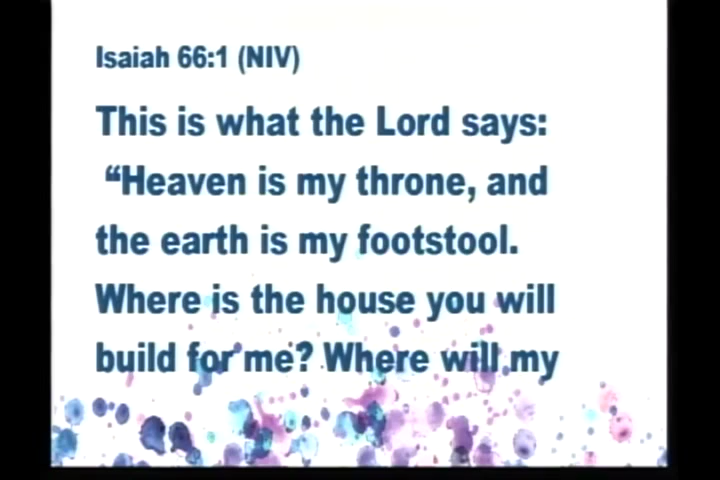 Isaiah 66:1 (NIV)
This is what the Lord says:
“Heaven is my throne, and
the earth is my footstool.
Where is the house you will
build for me? Where will my